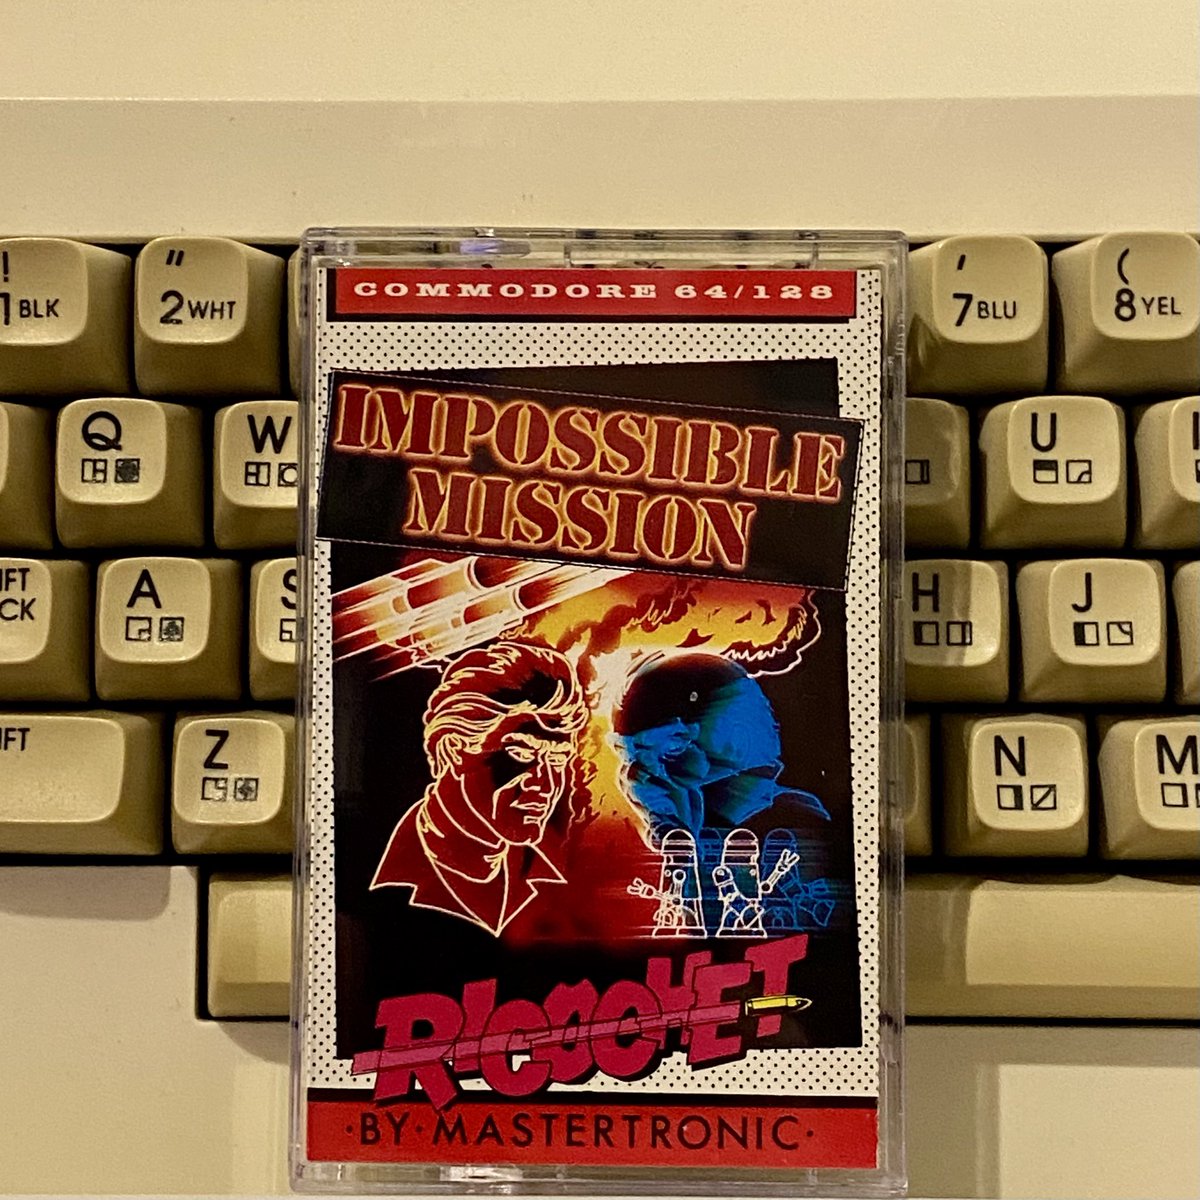 COMMODORE 64/128
IMPOSSIBLE
MISSION
RICOCHET
·BY·MASTERTRONIC·
! " ' (
1 BLK 2 WHT 7 BLU 8 YEL
Q W U
A S H J
Z N M